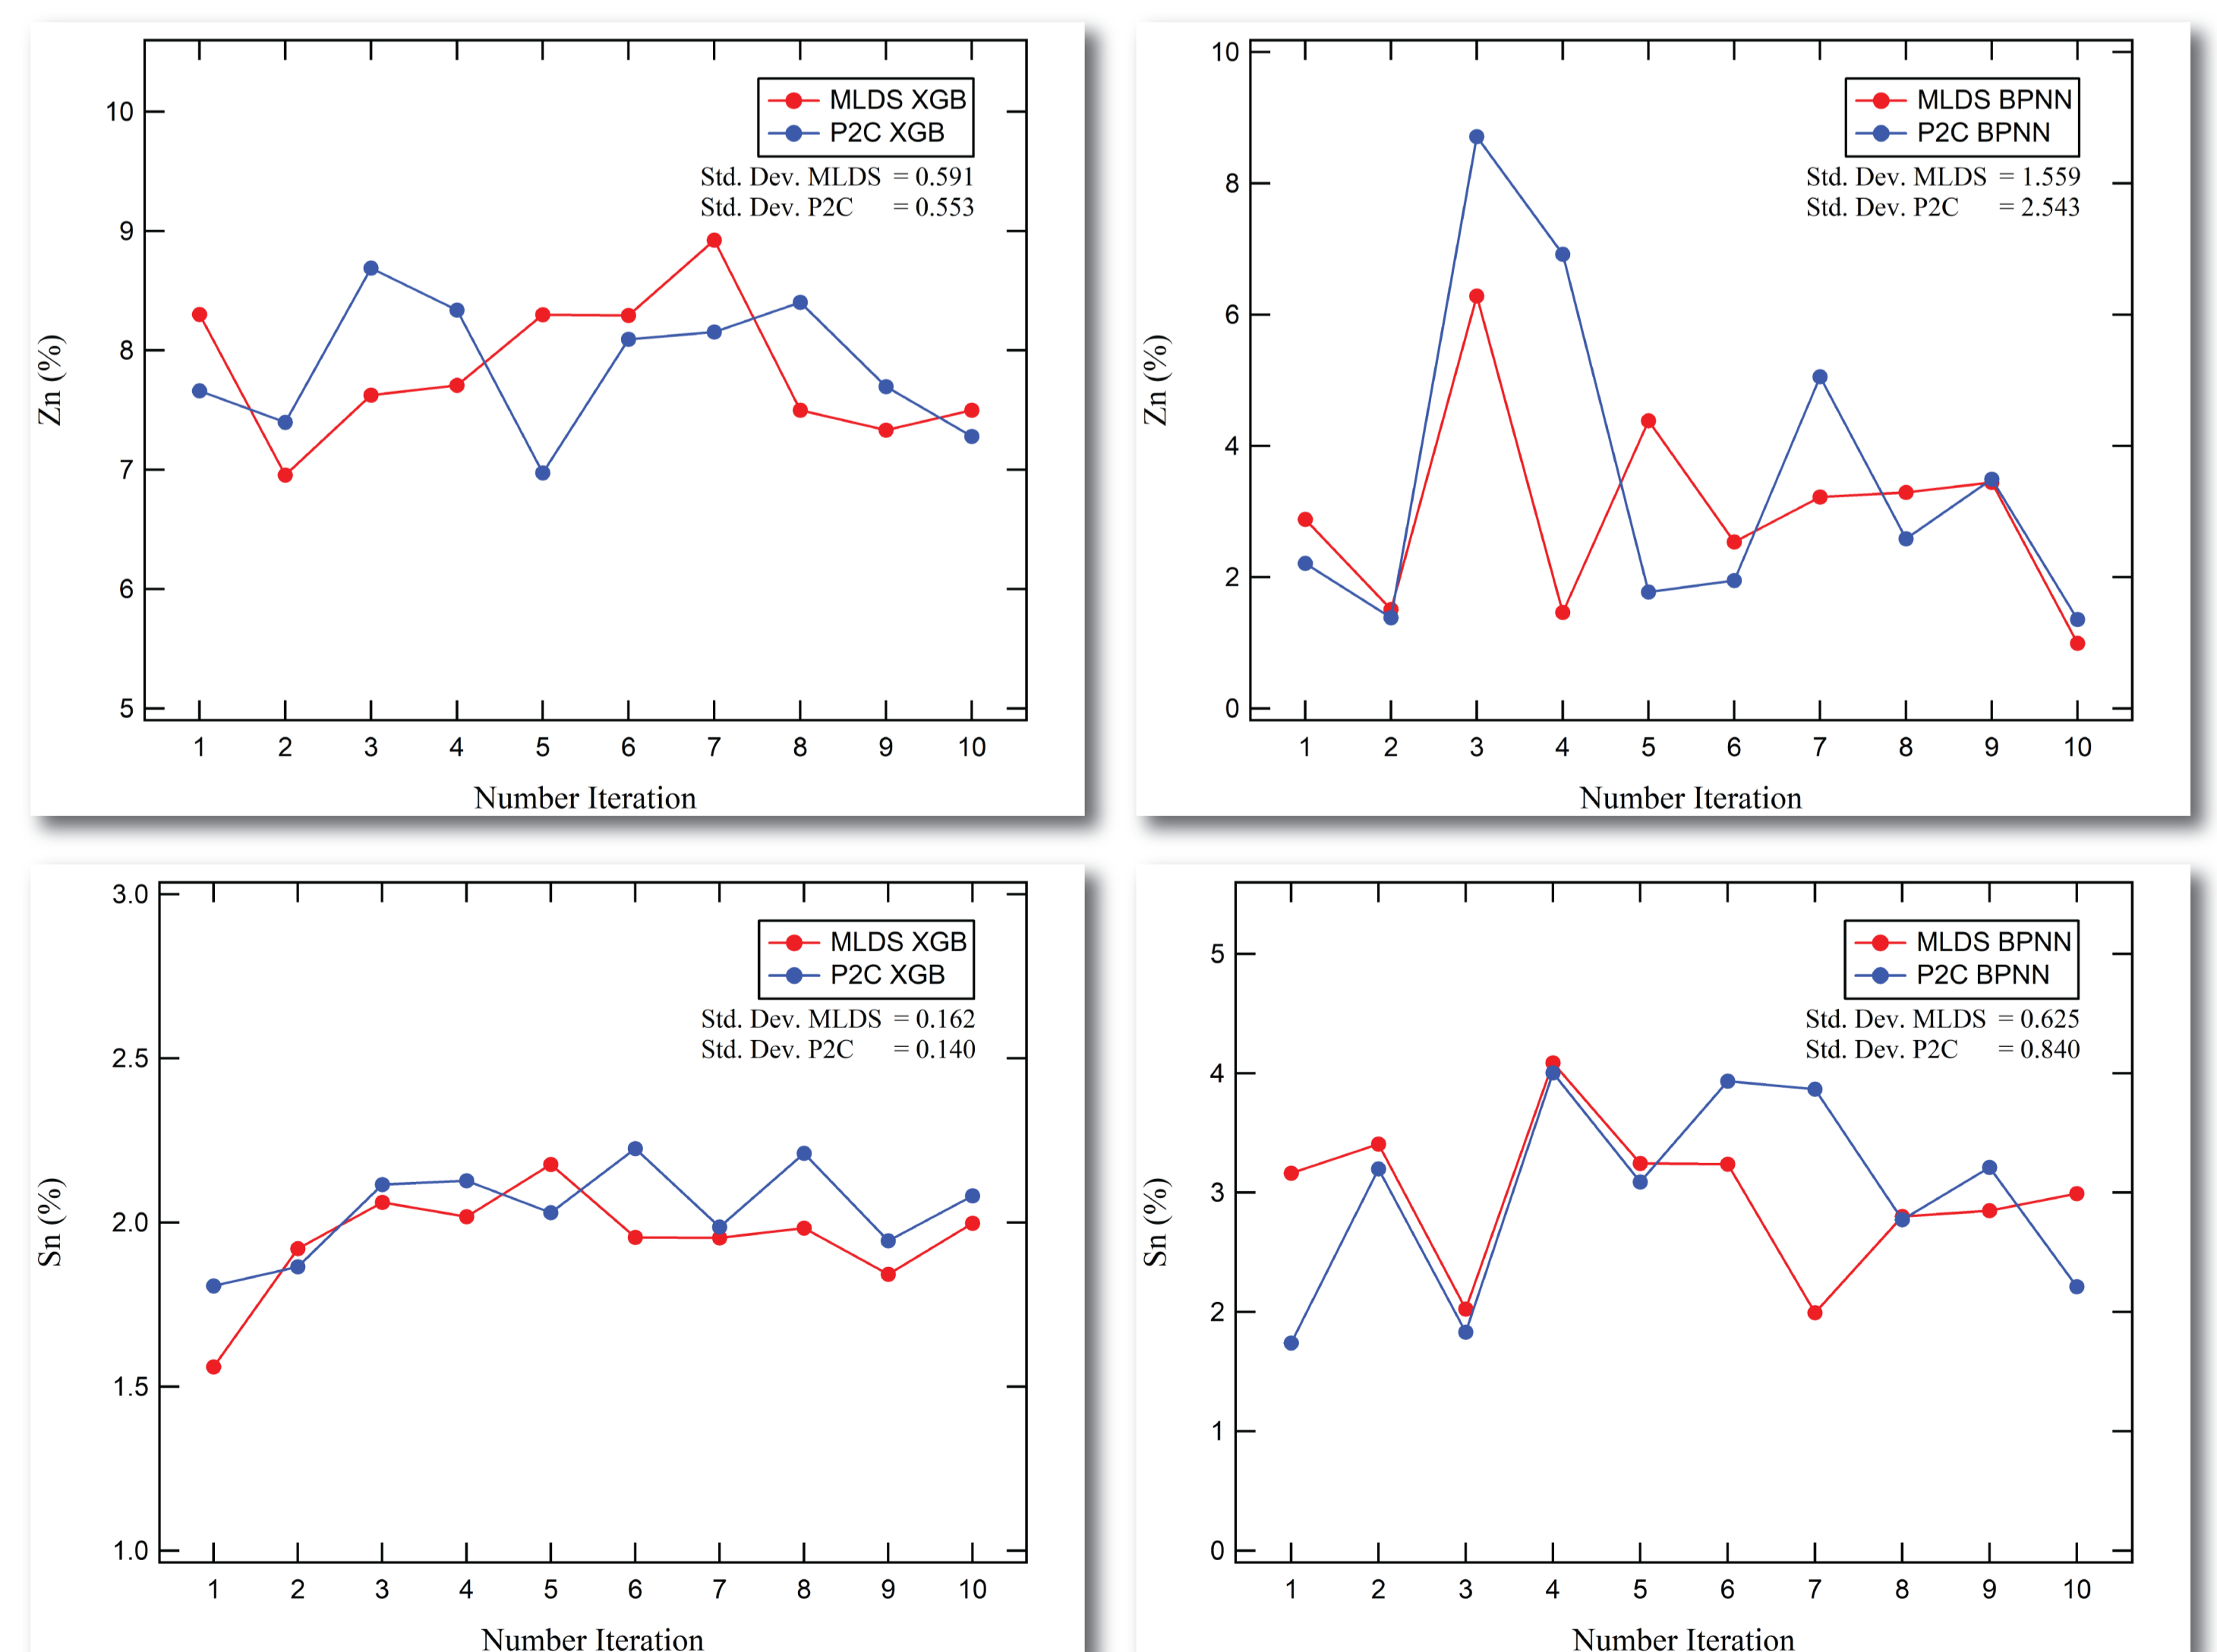 10
9
8
7
6
5
Zn (%)
MLDS XGB
P2C XGB
Std. Dev. MLDS = 0.591
Std. Dev. P2C = 0.553
1 2 3 4 5 6 7 8 9 10
Number Iteration
10
8
6
4
2
0
Zn (%)
MLDS BPNN
P2C BPNN
Std. Dev. MLDS = 1.559
Std. Dev. P2C = 2.543
1 2 3 4 5 6 7 8 9 10
Number Iteration
3.0
2.5
2.0
1.5
1.0
Sn (%)
MLDS XGB
P2C XGB
Std. Dev. MLDS = 0.162
Std. Dev. P2C = 0.140
1 2 3 4 5 6 7 8 9 10
Number Iteration
5
4
3
2
1
0
Sn (%)
MLDS BPNN
P2C BPNN
Std. Dev. MLDS = 0.625
Std. Dev. P2C = 0.840
1 2 3 4 5 6 7 8 9 10
Number Iteration